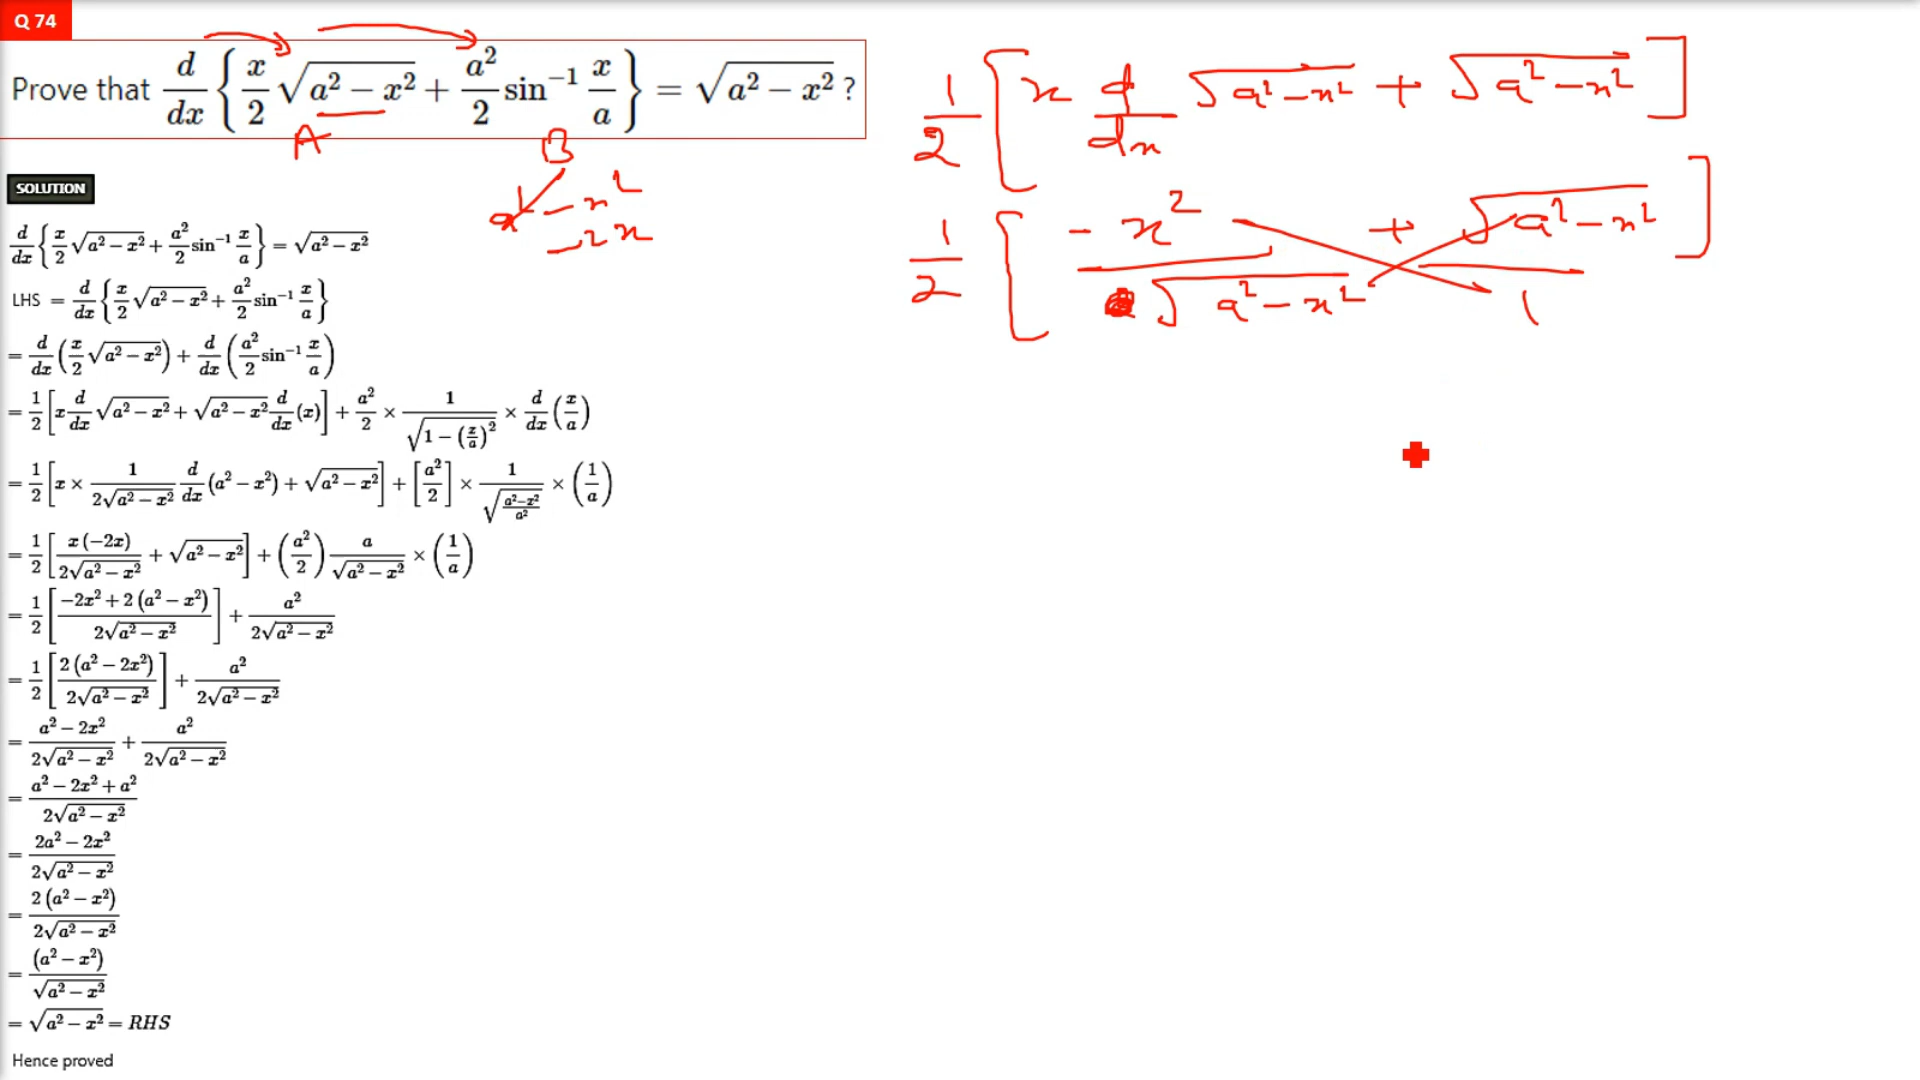 Q 74
Prove that d/dx { x/2 √(a² − x²) + a²/2 sin⁻¹ x/a } = √(a² − x²) ?
A
B
a² − x²
−2x
SOLUTION
d/dx { x/2 √(a² − x²) + a²/2 sin⁻¹ x/a } = √(a² − x²)
LHS = d/dx { x/2 √(a² − x²) + a²/2 sin⁻¹ x/a }
= d/dx ( x/2 √(a² − x²) ) + d/dx ( a²/2 sin⁻¹ x/a )
= 1/2 [ x d/dx √(a² − x²) + √(a² − x²) d/dx (x) ] + a²/2 × 1/√(1 − (x/a)²) × d/dx (x/a)
= 1/2 [ x × 1/(2√(a² − x²)) d/dx (a² − x²) + √(a² − x²) ] + [a²/2] × 1/√((a²−x²)/a²) × (1/a)
= 1/2 [ x(−2x)/(2√(a² − x²)) + √(a² − x²) ] + (a²/2) a/√(a² − x²) × (1/a)
= 1/2 [ (−2x² + 2(a² − x²))/(2√(a² − x²)) ] + a²/(2√(a² − x²))
= 1/2 [ 2(a² − 2x²)/(2√(a² − x²)) ] + a²/(2√(a² − x²))
= (a² − 2x²)/(2√(a² − x²)) + a²/(2√(a² − x²))
= (a² − 2x² + a²)/(2√(a² − x²))
= (2a² − 2x²)/(2√(a² − x²))
= 2(a² − x²)/(2√(a² − x²))
= (a² − x²)/√(a² − x²)
= √(a² − x²) = RHS
Hence proved
1/2 [ x d/dx √(a² − x²) + √(a² − x²) ]
1/2 [ −x²/√(a² − x²) + √(a² − x²)/1 ]